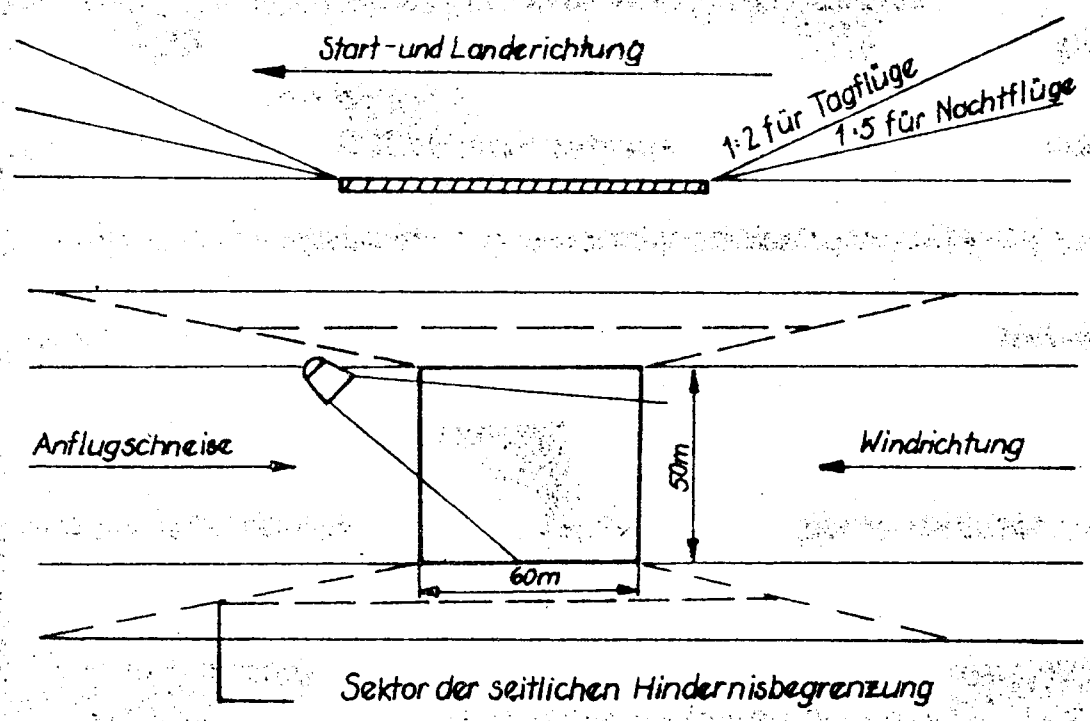 Start-und Landerichtung
1:2 für Tagflüge
1:5 für Nachtflüge
Anflugschneise
Windrichtung
50m
60m
Sektor der seitlichen Hindernisbegrenzung